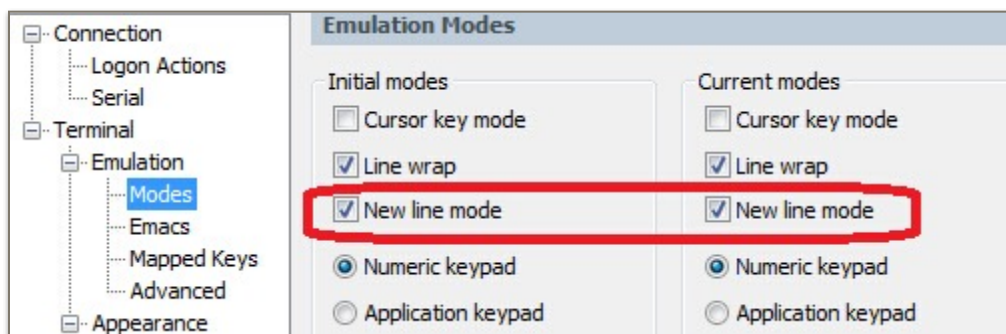 Connection
Logon Actions
Serial
Terminal
Emulation
Modes
Emacs
Mapped Keys
Advanced
Appearance
Emulation Modes
Initial modes
Cursor key mode
Line wrap
New line mode
Numeric keypad
Application keypad
Current modes
Cursor key mode
Line wrap
New line mode
Numeric keypad
Application keypad